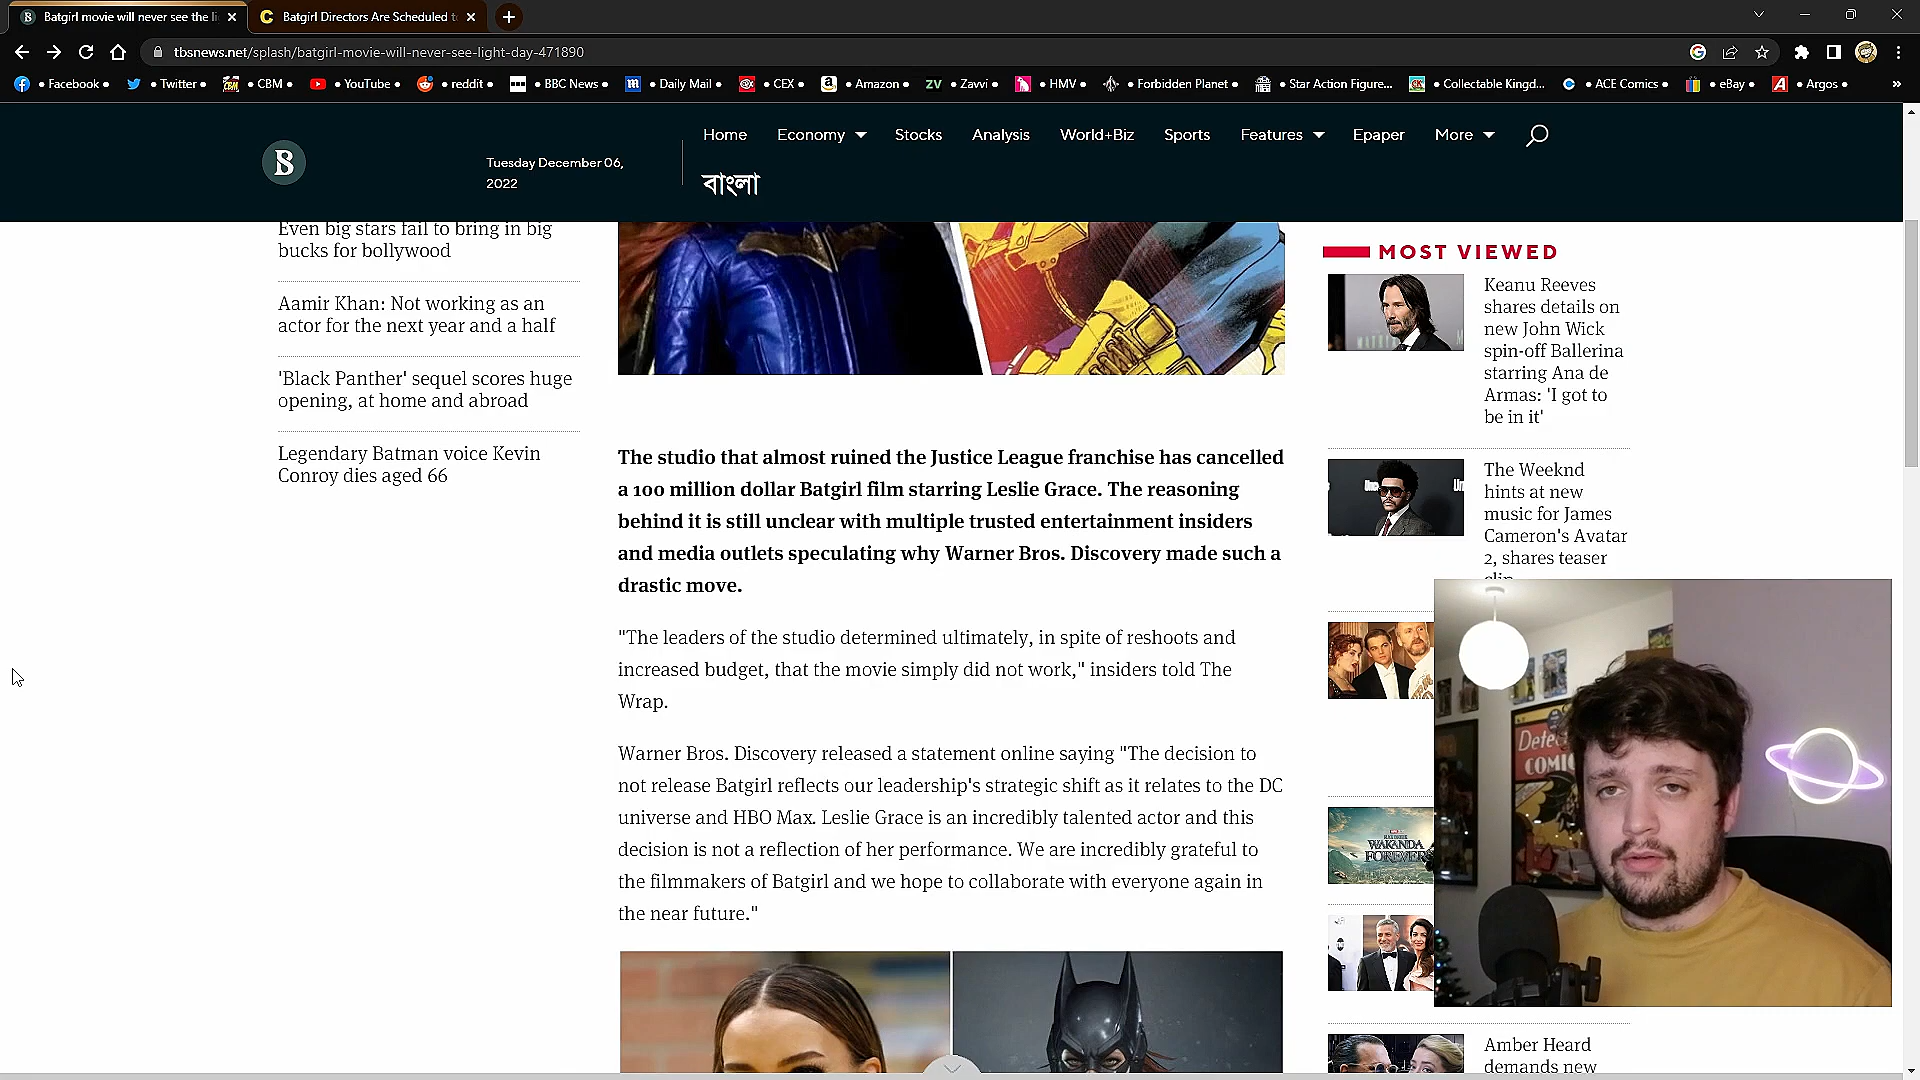 Batgirl movie will never see the li
Batgirl Directors Are Scheduled t
tbsnews.net/splash/batgirl-movie-will-never-see-light-day-471890
• Facebook • • Twitter • • CBM • • YouTube • • reddit • • BBC News • • Daily Mail • • CEX • • Amazon • • Zavvi • • HMV • • Forbidden Planet • • Star Action Figure... • Collectable Kingd... • ACE Comics • • eBay • • Argos • »
Home Economy Stocks Analysis World+Biz Sports Features Epaper More
B
Tuesday December 06,
2022
বাংলা
Even big stars fail to bring in big
bucks for bollywood
Aamir Khan: Not working as an
actor for the next year and a half
'Black Panther' sequel scores huge
opening, at home and abroad
Legendary Batman voice Kevin
Conroy dies aged 66
The studio that almost ruined the Justice League franchise has cancelled
a 100 million dollar Batgirl film starring Leslie Grace. The reasoning
behind it is still unclear with multiple trusted entertainment insiders
and media outlets speculating why Warner Bros. Discovery made such a
drastic move.
"The leaders of the studio determined ultimately, in spite of reshoots and
increased budget, that the movie simply did not work," insiders told The
Wrap.
Warner Bros. Discovery released a statement online saying "The decision to
not release Batgirl reflects our leadership's strategic shift as it relates to the DC
universe and HBO Max. Leslie Grace is an incredibly talented actor and this
decision is not a reflection of her performance. We are incredibly grateful to
the filmmakers of Batgirl and we hope to collaborate with everyone again in
the near future."
MOST VIEWED
Keanu Reeves
shares details on
new John Wick
spin-off Ballerina
starring Ana de
Armas: 'I got to
be in it'
The Weeknd
hints at new
music for James
Cameron's Avatar
2, shares teaser
clip
WAKANDA
FOREVER
Amber Heard
demands new
COMIC